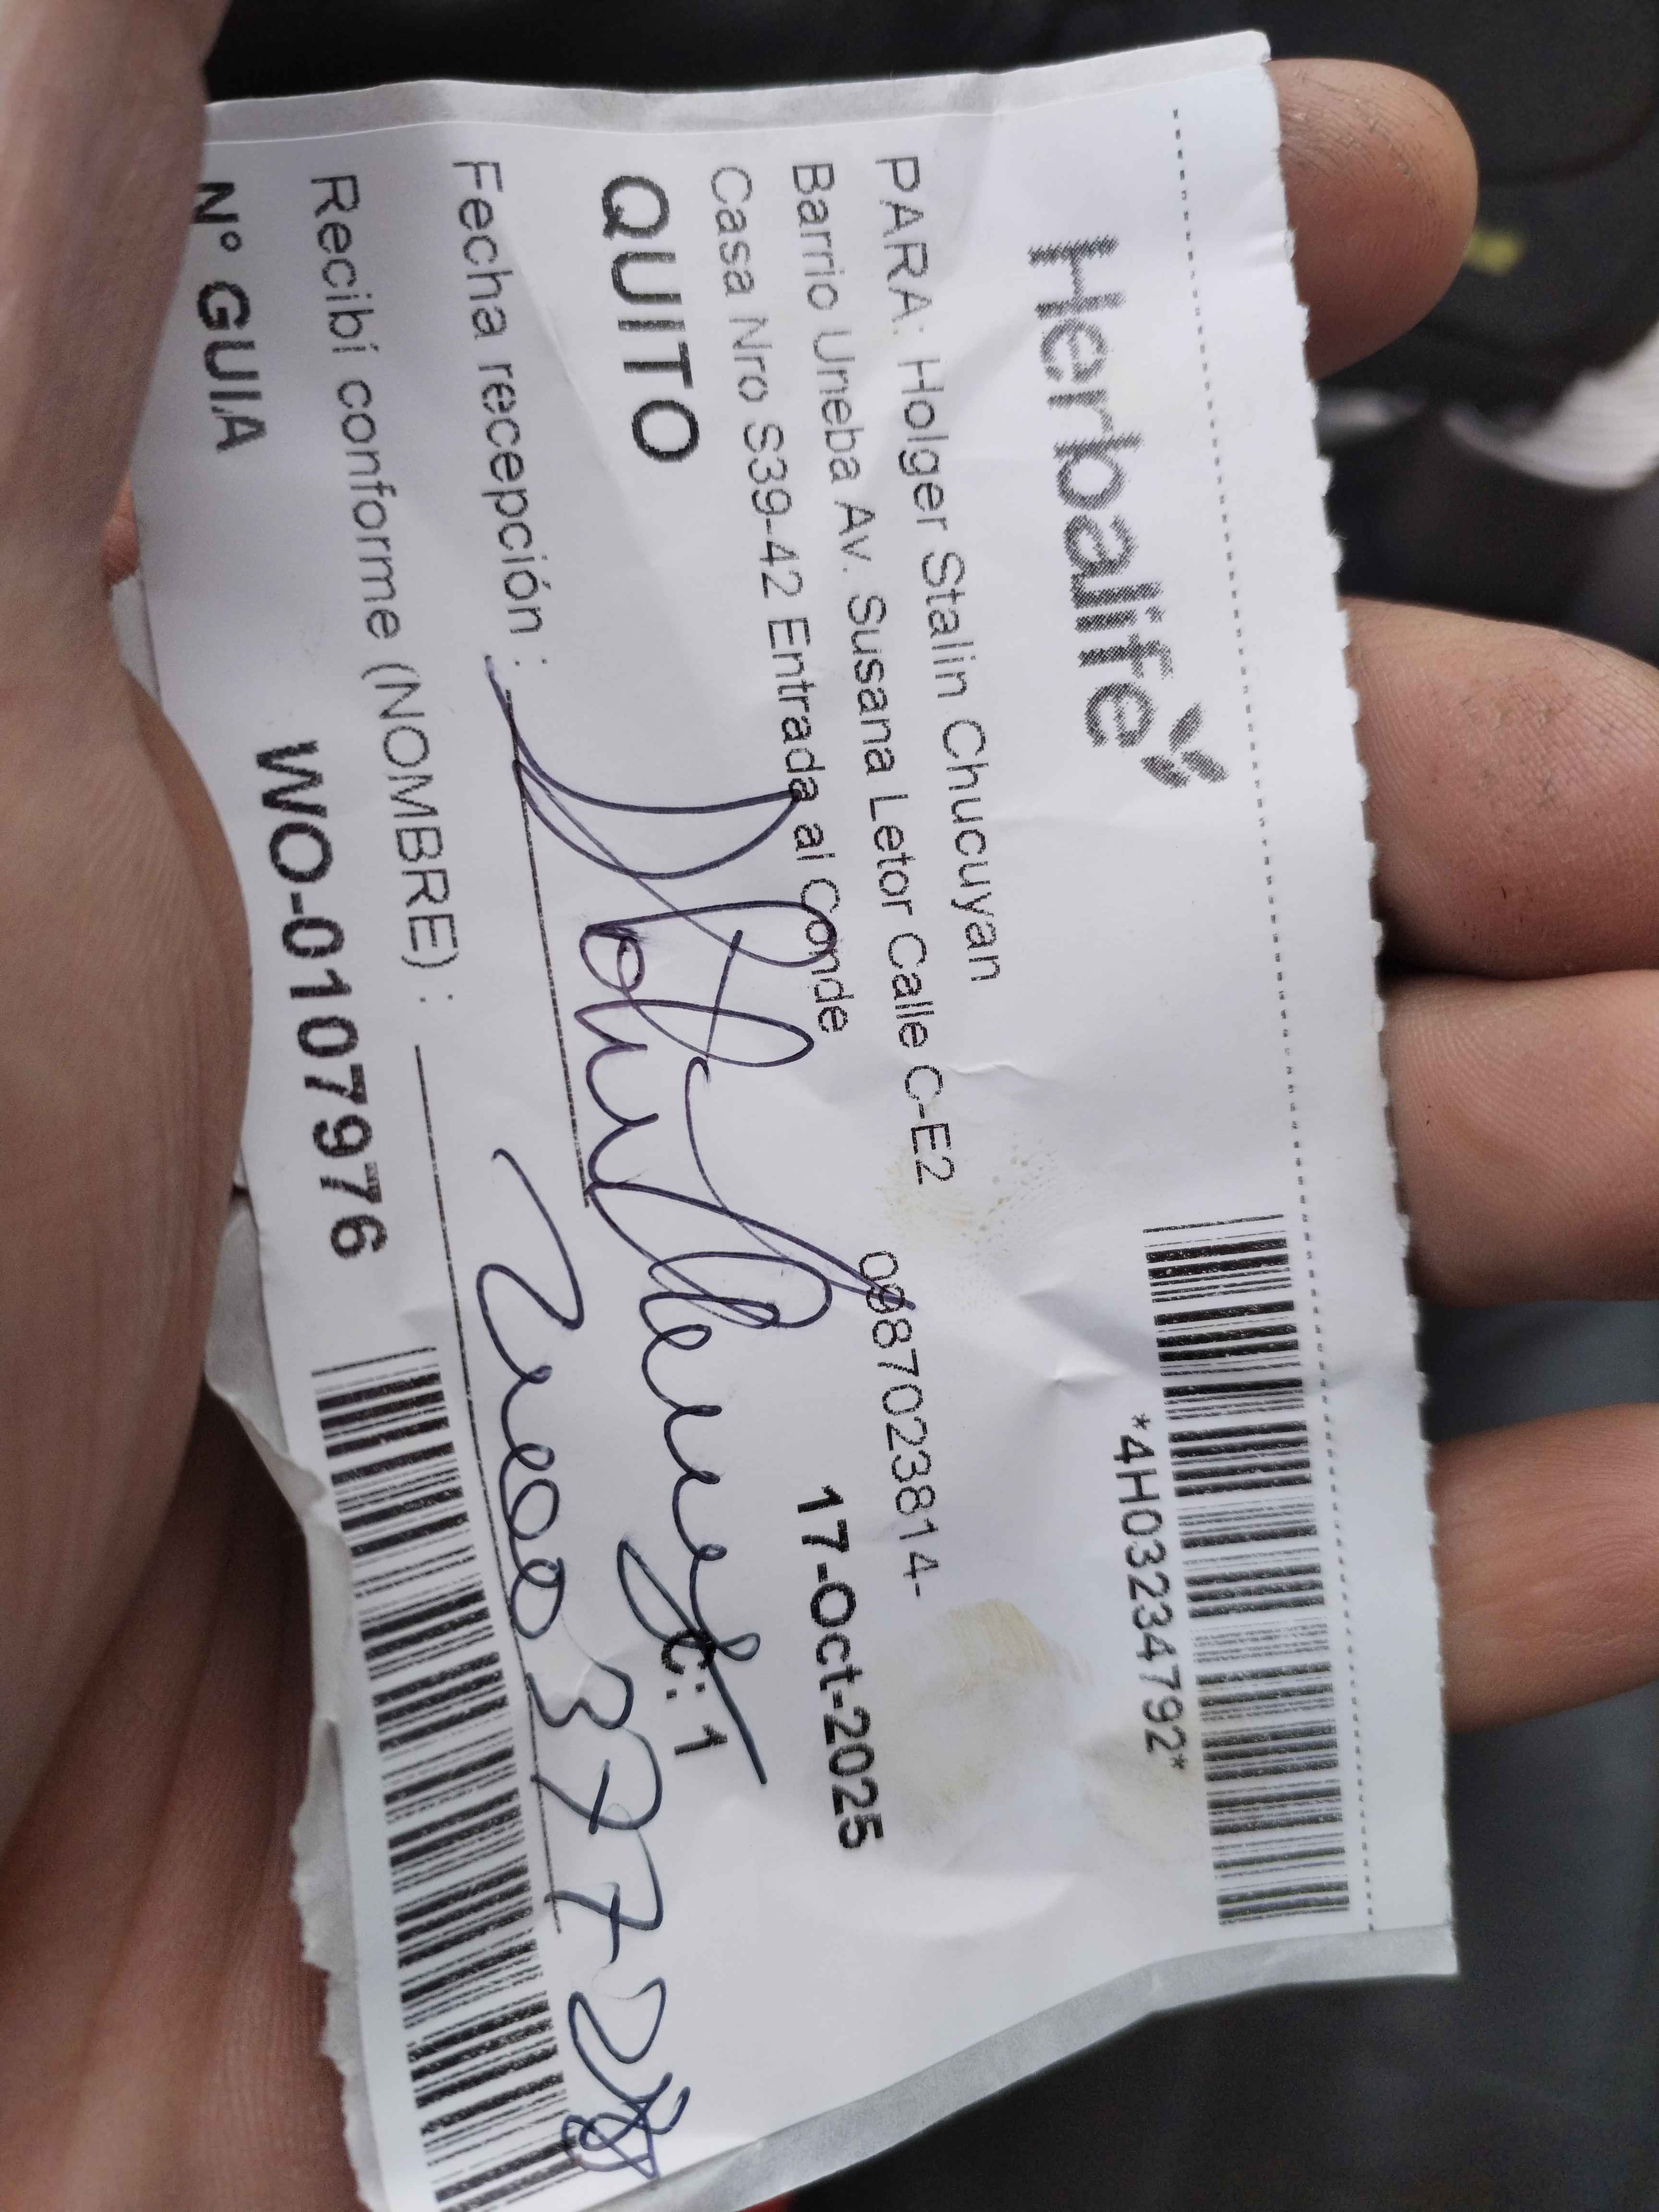 Herbalife
*4H03234792*
PARA: Holger Stalin Chucuyan
Barrio Uneba Av. Susana Letor Calle C-E2 0987023814-
Casa Nro S39-42 Entrada al Conde
17-Oct-2025
QUITO
C: 1
Fecha recepción :
Recibí conforme (NOMBRE) :
N° GUIA WO-0107976